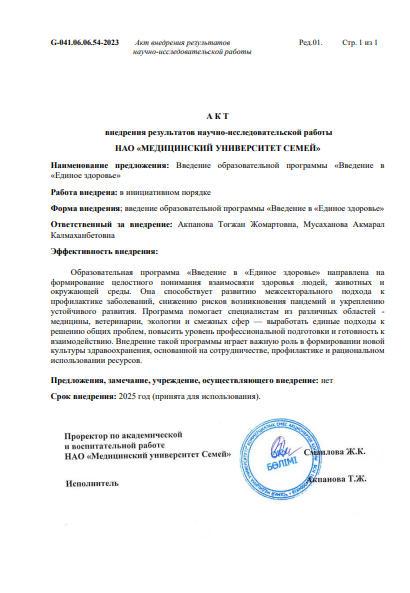 G-041.06.06.54-2023 Акт внедрения результатов Ред.01. Стр. 1 из 1
научно-исследовательской работы
А К Т
внедрения результатов научно-исследовательской работы
НАО «МЕДИЦИНСКИЙ УНИВЕРСИТЕТ СЕМЕЙ»
Наименование предложения: Введение образовательной программы «Введение в
«Единое здоровье»
Работа внедрена: в инициативном порядке
Форма внедрения; введение образовательной программы «Введение в «Единое здоровье»
Ответственный за внедрение: Акпанова Тогжан Жомартовна, Мусаханова Акмарал
Калмаханбетовна
Эффективность внедрения:
Образовательная программа «Введение в «Единое здоровье» направлена на
формирование целостного понимания взаимосвязи здоровья людей, животных и
окружающей среды. Она способствует развитию межсекторального подхода к
профилактике заболеваний, снижению рисков возникновения пандемий и укреплению
устойчивого развития. Программа помогает специалистам из различных областей -
медицины, ветеринарии, экологии и смежных сфер — выработать единые подходы к
решению общих проблем, повысить уровень профессиональной подготовки и готовность к
взаимодействию. Внедрение такой программы играет важную роль в формировании новой
культуры здравоохранения, основанной на сотрудничестве, профилактике и рациональном
использовании ресурсов.
Предложения, замечание, учреждение, осуществляющего внедрение: нет
Срок внедрения: 2025 год (принята для использования).
Проректор по академической
и воспитательной работе
НАО «Медицинский университет Семей» Смаилова Ж.К.
БӨЛІМІ
Исполнитель Акпанова Т.Ж.